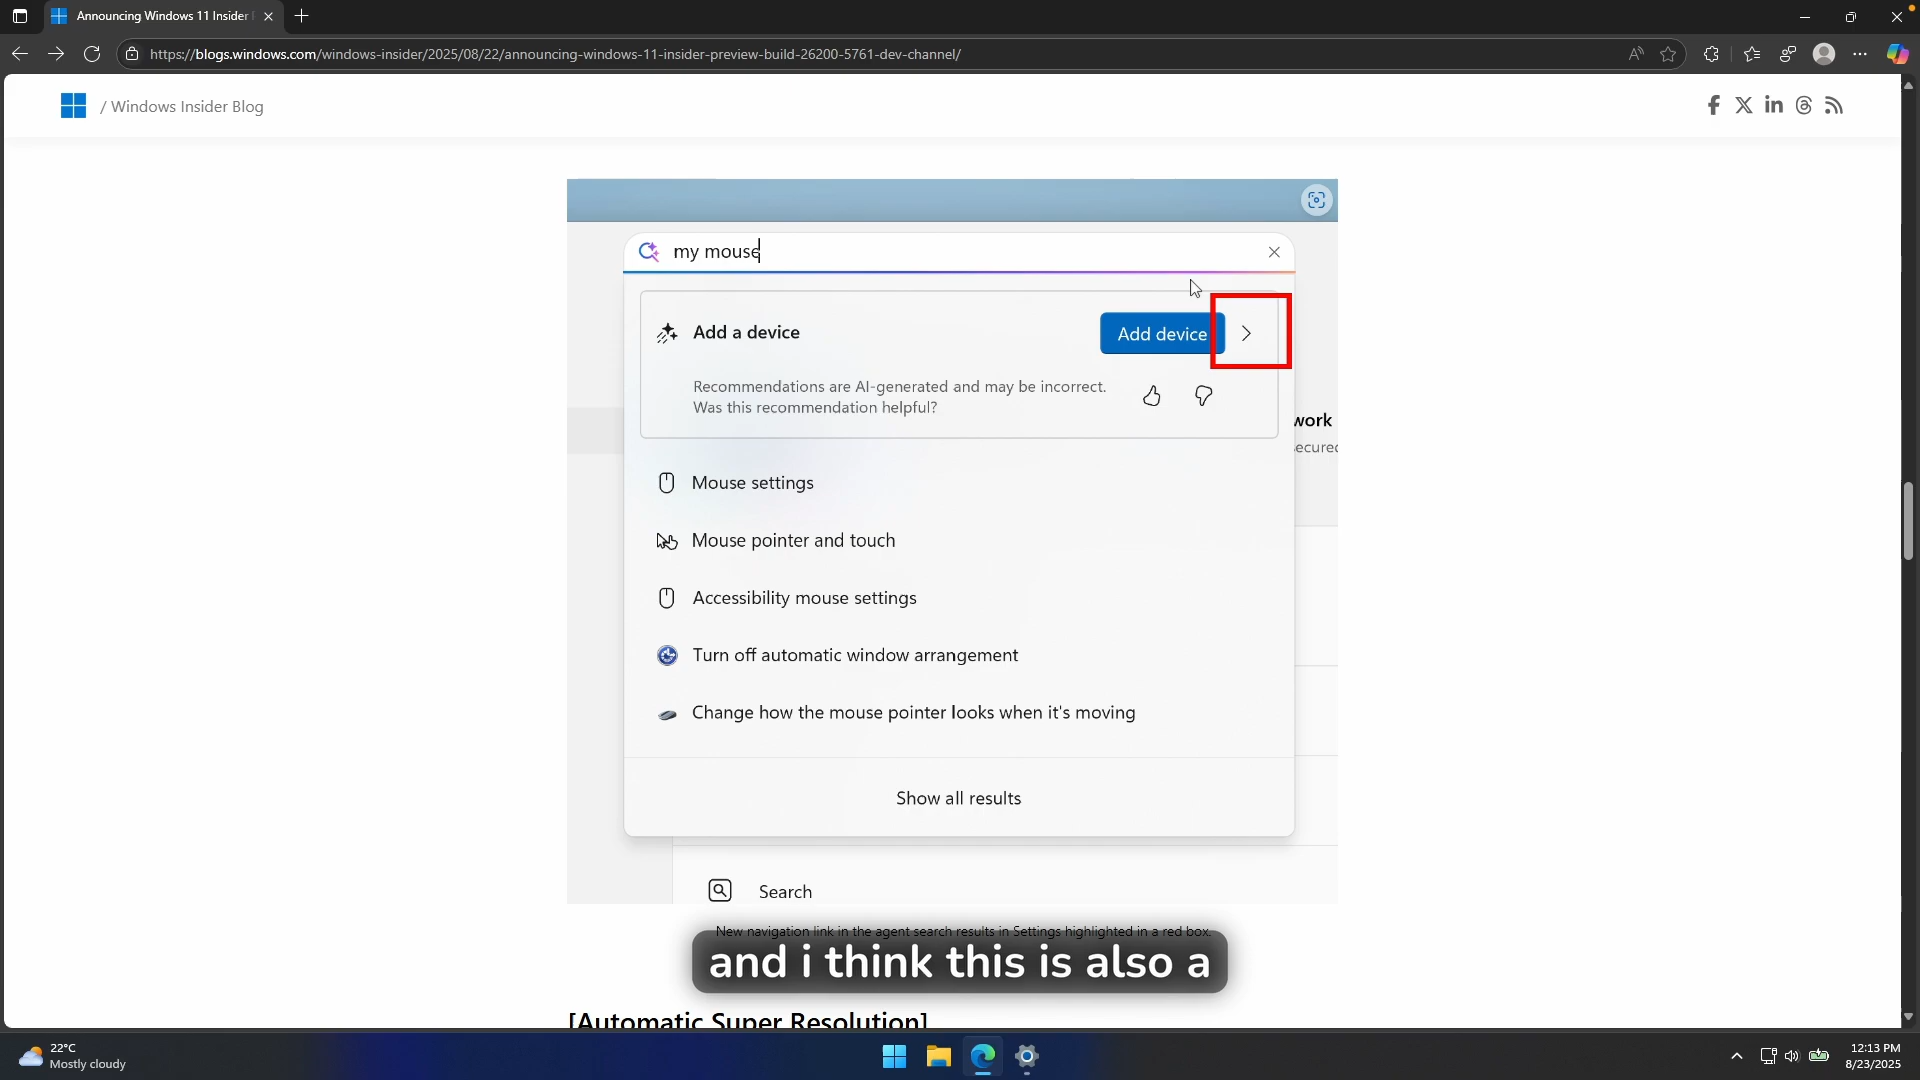 Announcing Windows 11 Insider
https://blogs.windows.com/windows-insider/2025/08/22/announcing-windows-11-insider-preview-build-26200-5761-dev-channel/
/ Windows Insider Blog
my mouse
Add a device
Add device
Recommendations are AI-generated and may be incorrect.
Was this recommendation helpful?
work
ecured
Mouse settings
Mouse pointer and touch
Accessibility mouse settings
Turn off automatic window arrangement
Change how the mouse pointer looks when it's moving
Show all results
Search
New navigation link in the agent search results in Settings highlighted in a red box.
and i think this is also a
[Automatic Super Resolution]
22°C
Mostly cloudy
12:13 PM
8/23/2025